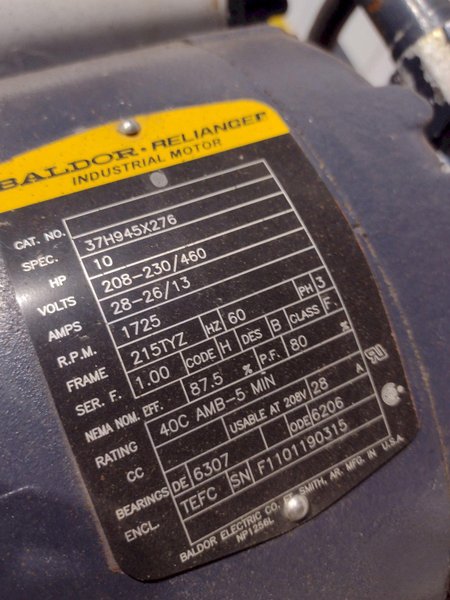 BALDOR • RELIANCER
INDUSTRIAL MOTOR
CAT. NO.
SPEC. 37H945X276
HP 10
VOLTS 208-230/460
AMPS 28-26/13
R.P.M. 1725
FRAME 215TYZ HZ 60 PH 3
SER. F. 1.00 CODE H DES B CLASS F
NEMA NOM. EFF. 87.5 % P.F. 80 %
RATING 40C AMB-5 MIN
CC USABLE AT 208V 28 A
BEARINGS DE 6307 ODE 6206
ENCL. TEFC SN F1101190315
BALDOR ELECTRIC CO. FT. SMITH, AR. MFG. IN U.S.A.
NP1256L